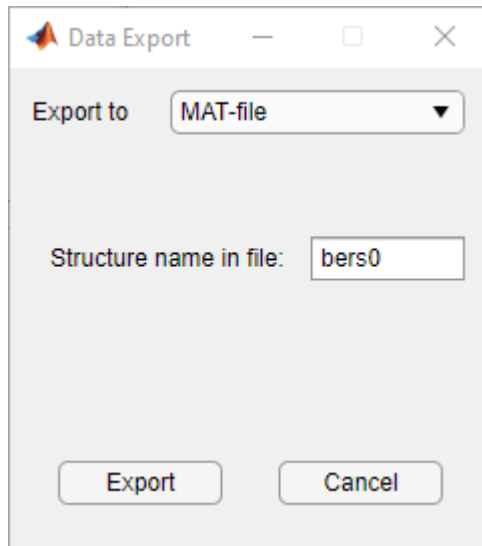 Data Export
Export to MAT-file
Structure name in file: bers0
Export Cancel